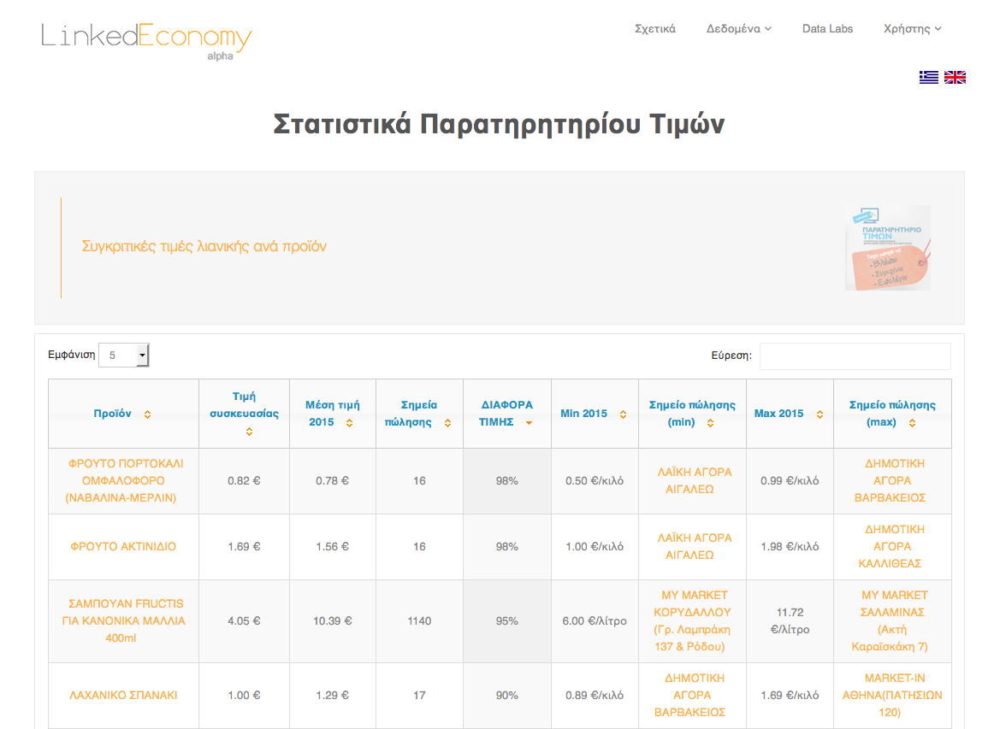 LinkedEconomy
alpha
Σχετικά Δεδομένα Data Labs Χρήστης
Στατιστικά Παρατηρητηρίου Τιμών
Συγκριτικές τιμές λιανικής ανά προϊόν
ΠΑΡΑΤΗΡΗΤΗΡΙΟ
ΤΙΜΩΝ
•Βλέπω
•Συγκρίνω
•Επιλέγω
Εμφάνιση 5 Εύρεση:
Προϊόν
Τιμή
συσκευασίας
Μέση τιμή
2015
Σημεία
πώλησης
ΔΙΑΦΟΡΑ
ΤΙΜΗΣ
Min 2015
Σημείο πώλησης
(min)
Max 2015
Σημείο πώλησης
(max)
ΦΡΟΥΤΟ ΠΟΡΤΟΚΑΛΙ
ΟΜΦΑΛΟΦΟΡΟ
(ΝΑΒΑΛΙΝΑ-ΜΕΡΛΙΝ)
0.82 €
0.78 €
16
98%
0.50 €/κιλό
ΛΑΪΚΗ ΑΓΟΡΑ
ΑΙΓΑΛΕΩ
0.99 €/κιλό
ΔΗΜΟΤΙΚΗ
ΑΓΟΡΑ
ΒΑΡΒΑΚΕΙΟΣ
ΦΡΟΥΤΟ ΑΚΤΙΝΙΔΙΟ
1.69 €
1.56 €
16
98%
1.00 €/κιλό
ΛΑΪΚΗ ΑΓΟΡΑ
ΑΙΓΑΛΕΩ
1.98 €/κιλό
ΔΗΜΟΤΙΚΗ
ΑΓΟΡΑ
ΚΑΛΛΙΘΕΑΣ
ΣΑΜΠΟΥΑΝ FRUCTIS
ΓΙΑ ΚΑΝΟΝΙΚΑ ΜΑΛΛΙΑ
400ml
4.05 €
10.39 €
1140
95%
6.00 €/λίτρο
MY MARKET
ΚΟΡΥΔΑΛΛΟΥ
(Γρ. Λαμπράκη
137 & Ρόδου)
11.72
€/λίτρο
MY MARKET
ΣΑΛΑΜΙΝΑΣ
(Ακτή
Καραϊσκάκη 7)
ΛΑΧΑΝΙΚΟ ΣΠΑΝΑΚΙ
1.00 €
1.29 €
17
90%
0.89 €/κιλό
ΔΗΜΟΤΙΚΗ
ΑΓΟΡΑ
ΒΑΡΒΑΚΕΙΟΣ
1.69 €/κιλό
MARKET-IN
ΑΘΗΝΑ(ΠΑΤΗΣΙΩΝ
120)